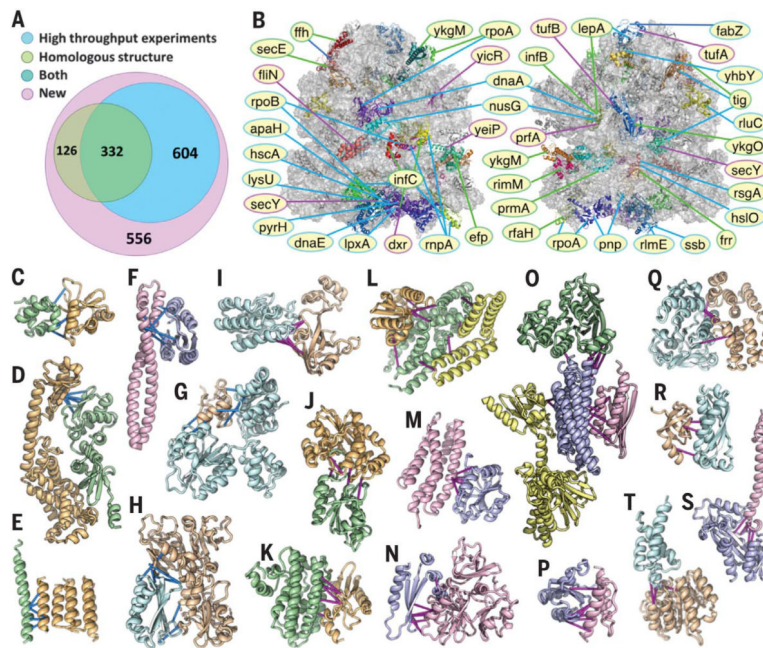 A
High throughput experiments
Homologous structure
Both
New
126
332
604
556
B
ffh
ykgM
rpoA
secE
yicR
fliN
dnaA
rpoB
nusG
apaH
yeiP
hscA
lysU
infC
secY
pyrH
dnaE
lpxA
dxr
rnpA
efp
tufB
lepA
fabZ
infB
tufA
yhbY
tig
rluC
prfA
ykgO
ykgM
secY
rimM
rsgA
prmA
hslO
rfaH
frr
rpoA
pnp
rlmE
ssb
C
F
I
L
O
Q
D
G
J
M
R
E
H
K
N
P
T
S